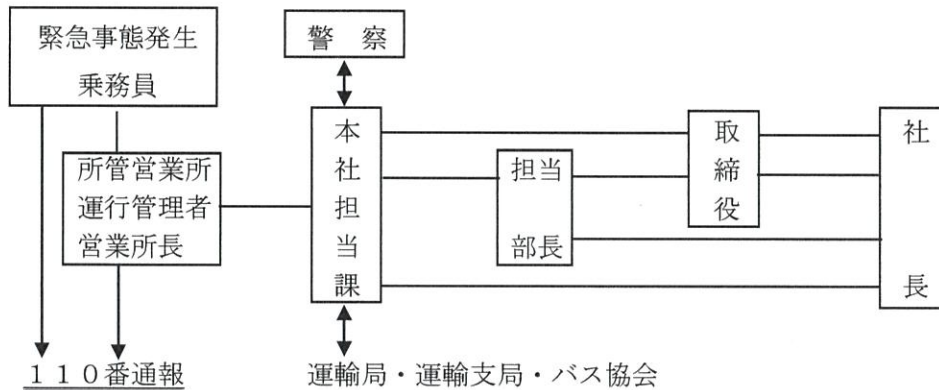 緊急事態発生
乗務員
警　察
所管営業所
運行管理者
営業所長
本社担当課
担当
部長
取締役
社長
１１０番通報
運輸局・運輸支局・バス協会